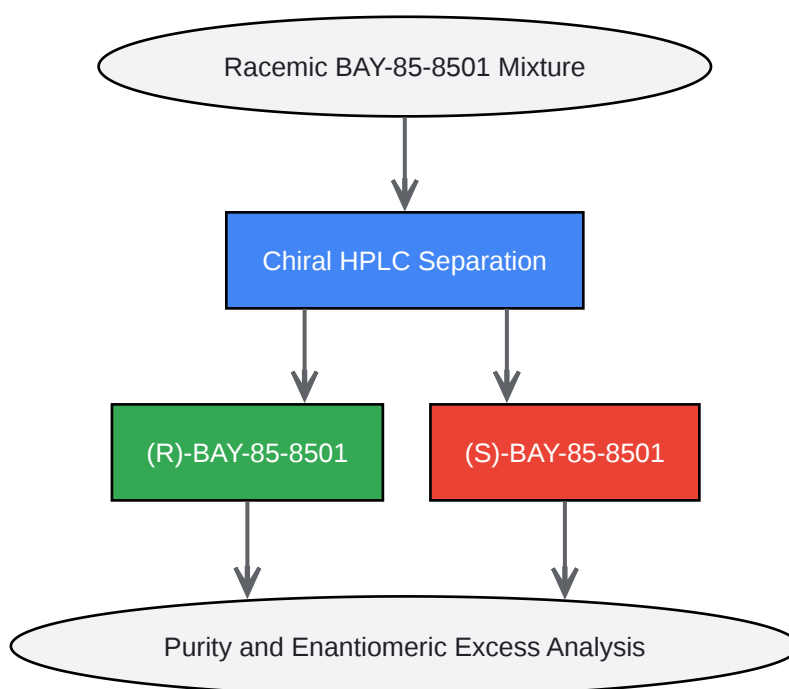 Racemic BAY-85-8501 Mixture
Chiral HPLC Separation
(R)-BAY-85-8501
(S)-BAY-85-8501
Purity and Enantiomeric Excess Analysis